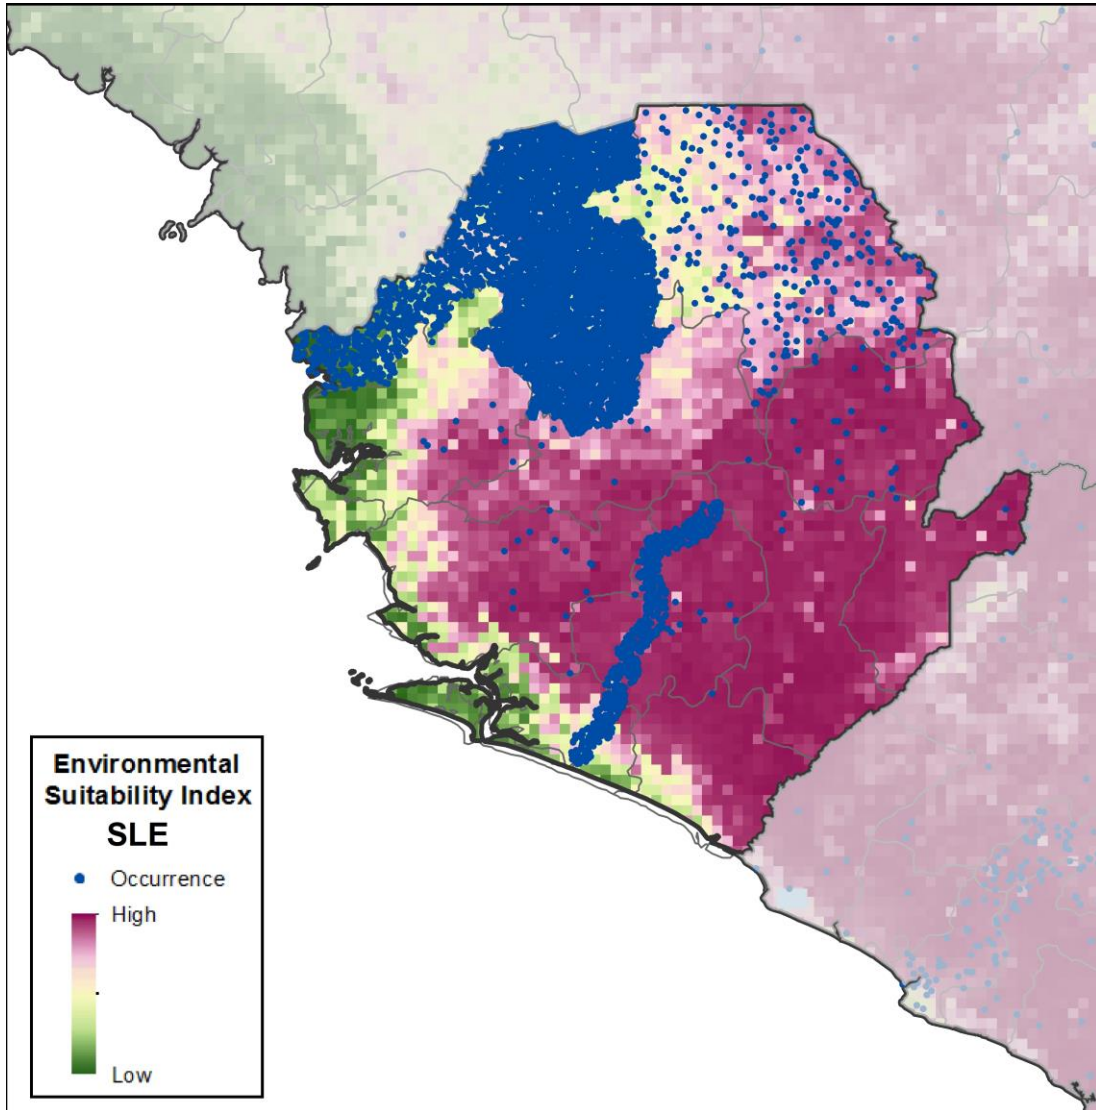 Environmental
Suitability Index
SLE
Occurrence
High
Low